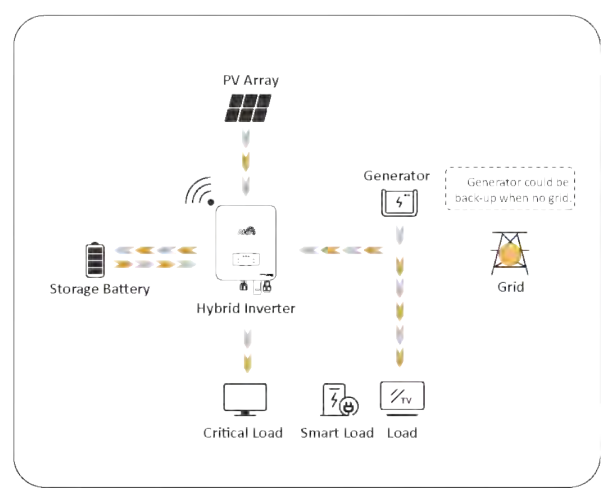 PV Array
Generator
Generator could be
back-up when no grid.
Storage Battery
Hybrid Inverter
Grid
TV
Critical Load
Smart Load
Load